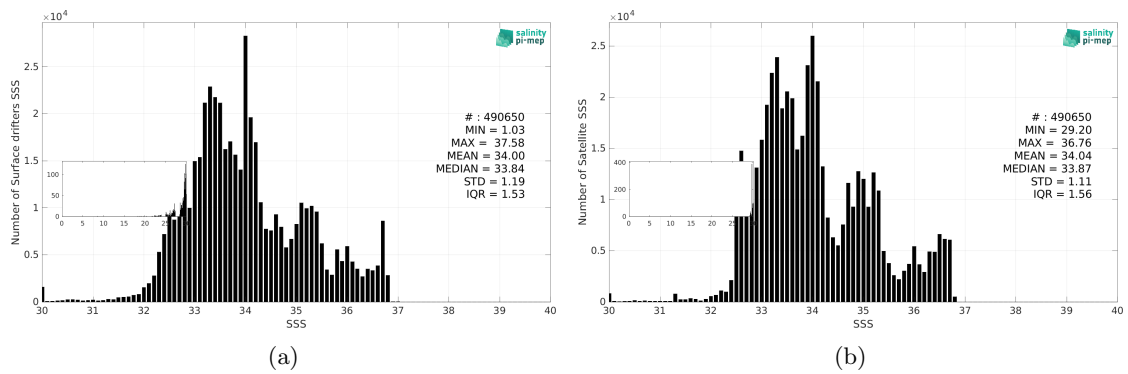 ×10⁴
salinity
pi-mep
Number of Surface drifters SSS
2.5
2
1.5
1
0.5
0
# : 490650
MIN = 1.03
MAX = 37.58
MEAN = 34.00
MEDIAN = 33.84
STD = 1.19
IQR = 1.53
100
50
0
0 5 10 15 20 25
30 31 32 33 34 35 36 37 38 39 40
SSS
(a)
×10⁴
salinity
pi-mep
Number of Satellite SSS
2.5
2
1.5
1
0.5
0
# : 490650
MIN = 29.20
MAX = 36.76
MEAN = 34.04
MEDIAN = 33.87
STD = 1.11
IQR = 1.56
400
200
0
0 5 10 15 20 25
30 31 32 33 34 35 36 37 38 39 40
SSS
(b)